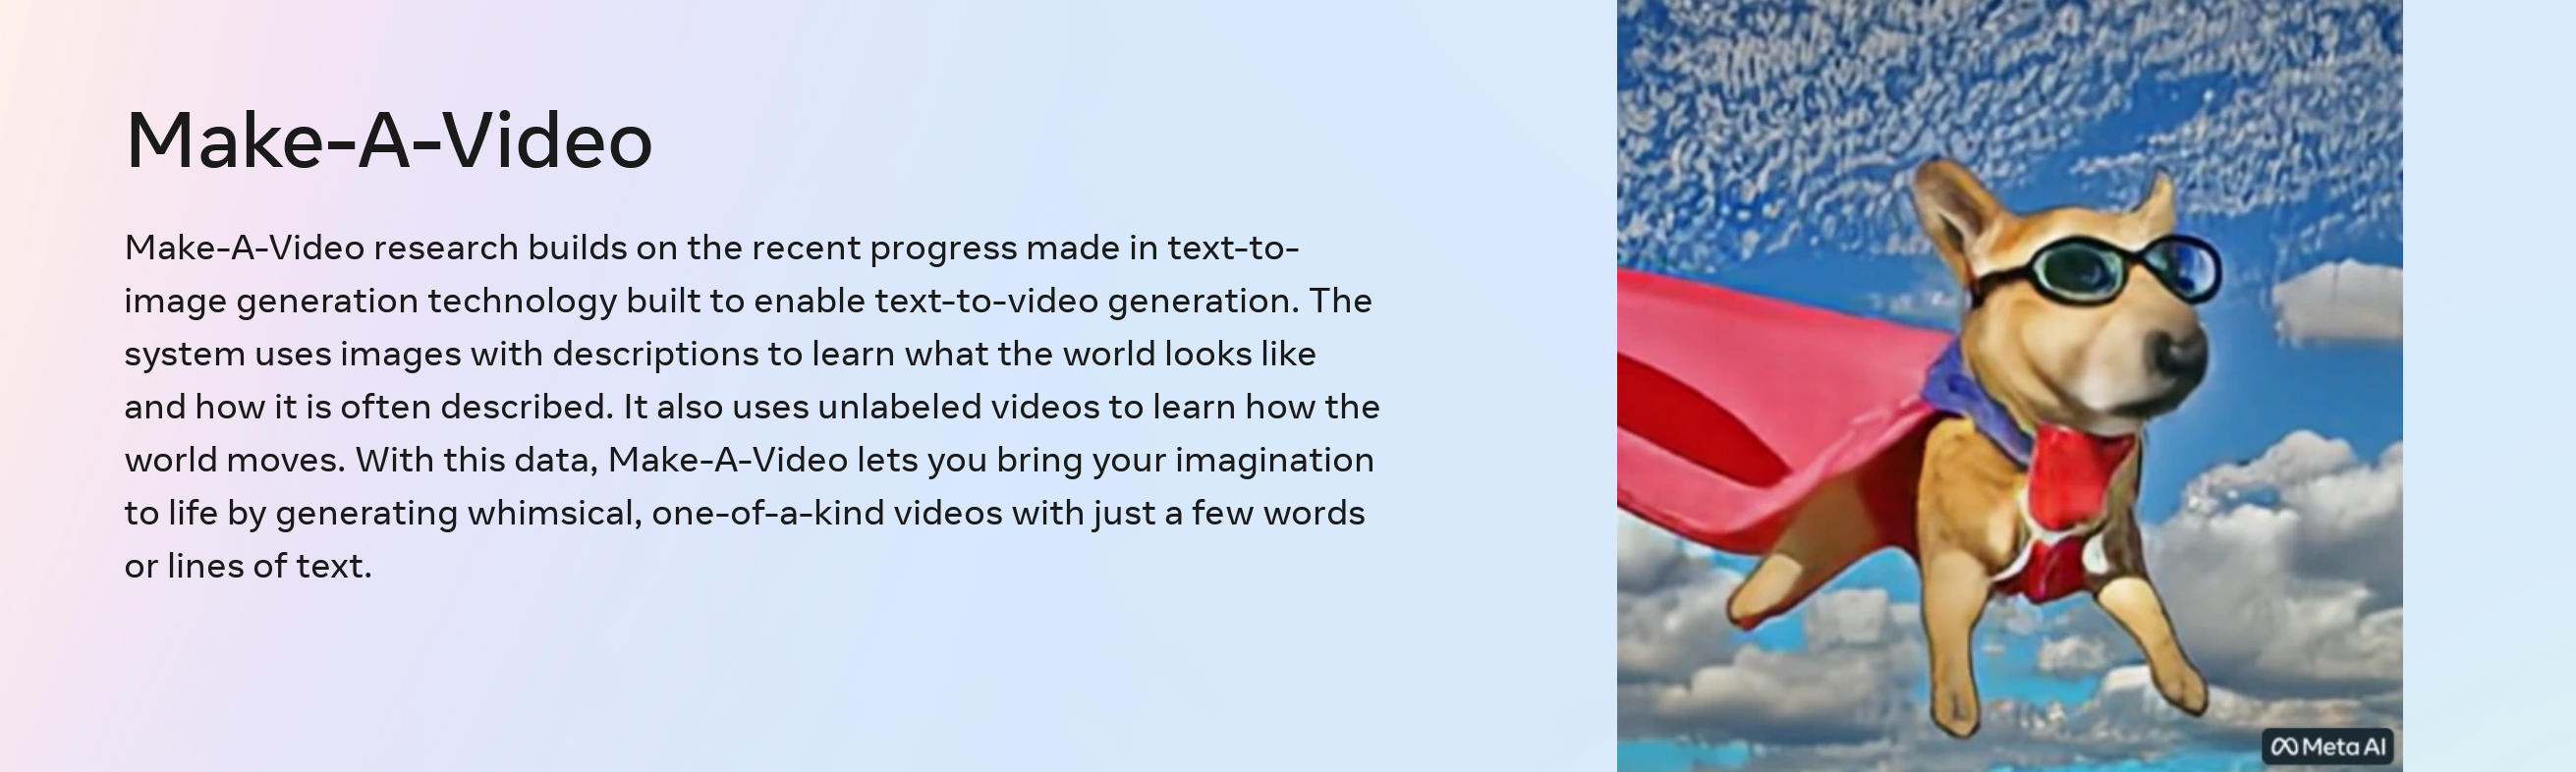 Make-A-Video
Make-A-Video research builds on the recent progress made in text-to-
image generation technology built to enable text-to-video generation. The
system uses images with descriptions to learn what the world looks like
and how it is often described. It also uses unlabeled videos to learn how the
world moves. With this data, Make-A-Video lets you bring your imagination
to life by generating whimsical, one-of-a-kind videos with just a few words
or lines of text.
Meta AI